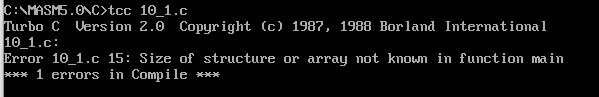 C:\MASM5.0\C>tcc 10_1.c
Turbo C  Version 2.0  Copyright (c) 1987, 1988 Borland International
10_1.c:
Error 10_1.c 15: Size of structure or array not known in function main
*** 1 errors in Compile ***